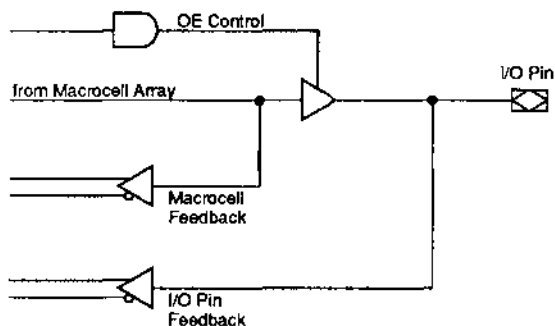 OE Control
I/O Pin
from Macrocell Array
Macrocell
Feedback
I/O Pin
Feedback